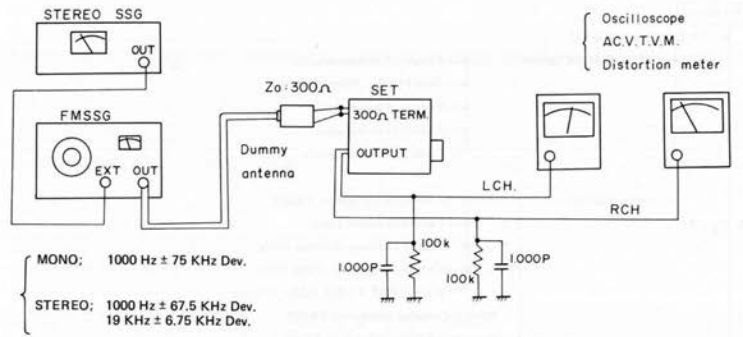 STEREO SSG
OUT
FMSSG
EXT OUT
Zo:300Ω
Dummy
antenna
SET
300Ω TERM.
OUTPUT.
Oscilloscope
A.C.V.T.V.M.
Distortion meter
LCH.
RCH
1.000P
100k
100k
1.000P
MONO; 1000 Hz ± 75 KHz Dev.
STEREO; 1000 Hz ± 67.5 KHz Dev.
19 KHz ± 6.75 KHz Dev.